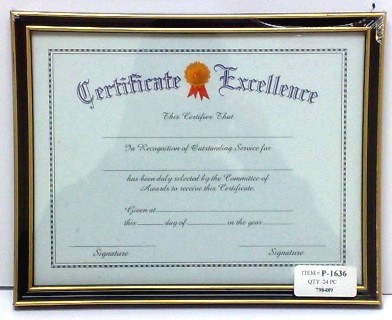 Certificate Excellence
This Certifies That
In Recognition of Outstanding Service for
has been duly selected by the Committee of
Awards to receive this Certificate.
Given at
this day of in the year
Signature Signature
ITEM # P-1636
QTY: 24 PC